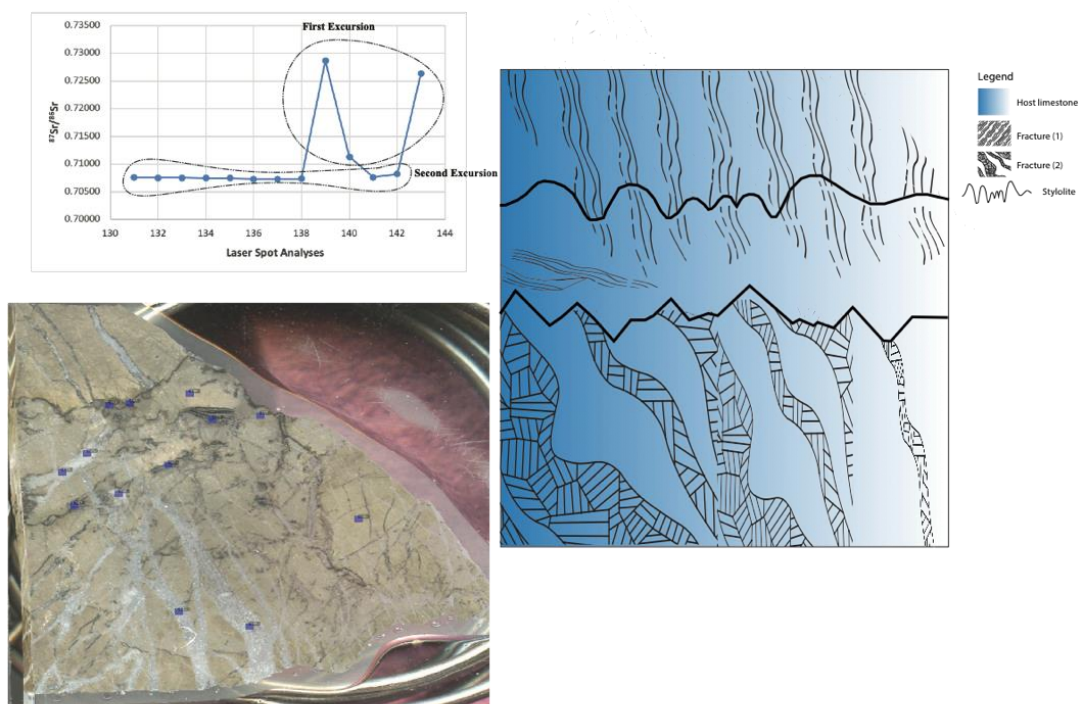 First Excursion
0.73500
0.73000
0.72500
0.72000
0.71500
0.71000
0.70500
0.70000
⁸⁷Sr/⁸⁶Sr
Second Excursion
130 132 134 136 138 140 142 144
Laser Spot Analyses
Legend
Host limestone
Fracture (1)
Fracture (2)
Stylolite